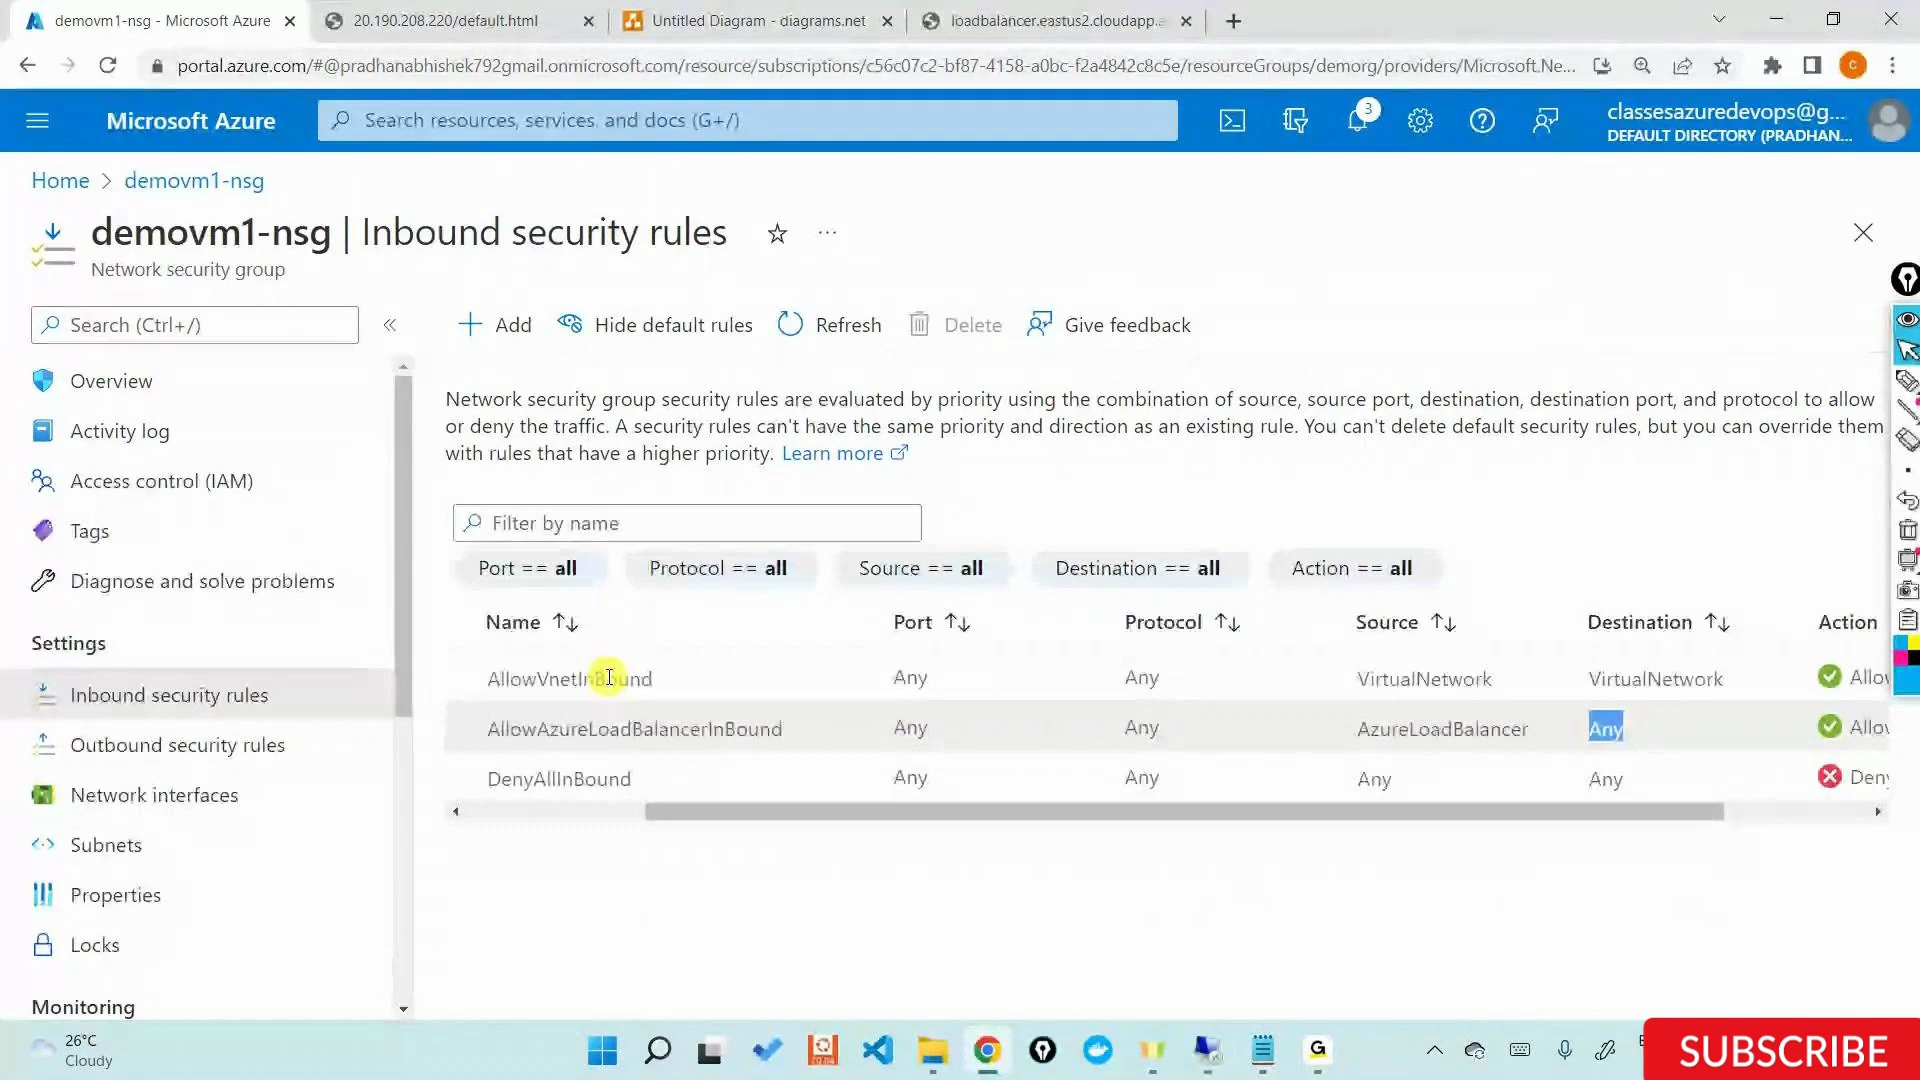 demovm1-nsg - Microsoft Azure
20.190.208.220/default.html
Untitled Diagram - diagrams.net
loadbalancer.eastus2.cloudapp.
portal.azure.com/#@pradhanabhishek792gmail.onmicrosoft.com/resource/subscriptions/c56c07c2-bf87-4158-a0bc-f2a4842c8c5e/resourceGroups/demorg/providers/Microsoft.Ne...
C
Microsoft Azure
Search resources, services, and docs (G+/)
3
classesazuredevops@g...
DEFAULT DIRECTORY (PRADHAN...
Home > demovm1-nsg
demovm1-nsg | Inbound security rules
Network security group
Search (Ctrl+/)
Add
Hide default rules
Refresh
Delete
Give feedback
Overview
Activity log
Access control (IAM)
Tags
Diagnose and solve problems
Settings
Inbound security rules
Outbound security rules
Network interfaces
Subnets
Properties
Locks
Monitoring
Network security group security rules are evaluated by priority using the combination of source, source port, destination, destination port, and protocol to allow
or deny the traffic. A security rules can't have the same priority and direction as an existing rule. You can't delete default security rules, but you can override them
with rules that have a higher priority. Learn more
Filter by name
Port == all
Protocol == all
Source == all
Destination == all
Action == all
Name Port Protocol Source Destination Action
AllowVnetInBound Any Any VirtualNetwork VirtualNetwork Allow
AllowAzureLoadBalancerInBound Any Any AzureLoadBalancer Any Allow
DenyAllInBound Any Any Any Any Deny
26°C
Cloudy
G
SUBSCRIBE